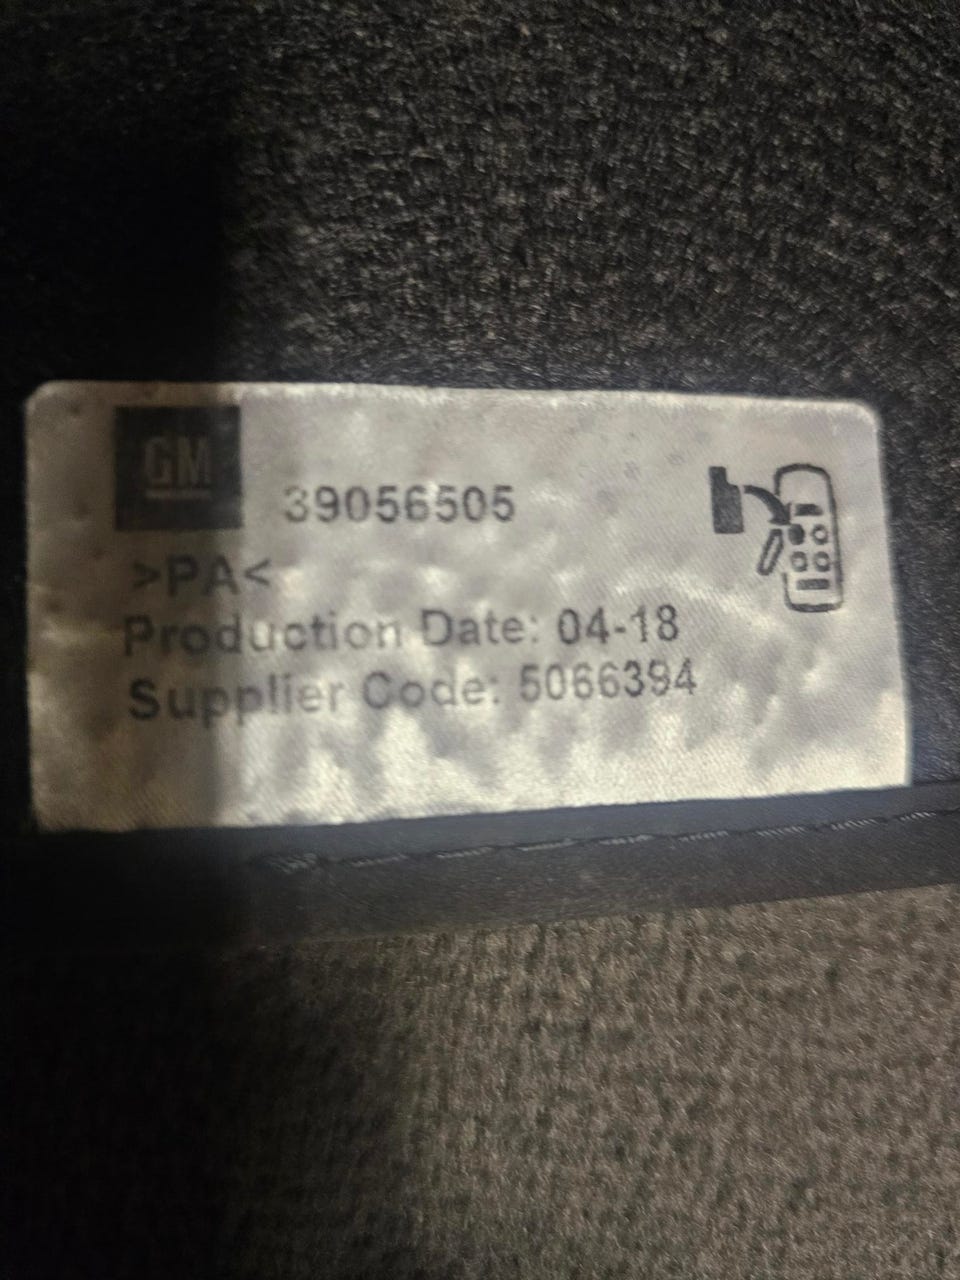 GM
39056505
>PA<
Production Date: 04-18
Supplier Code: 5066394